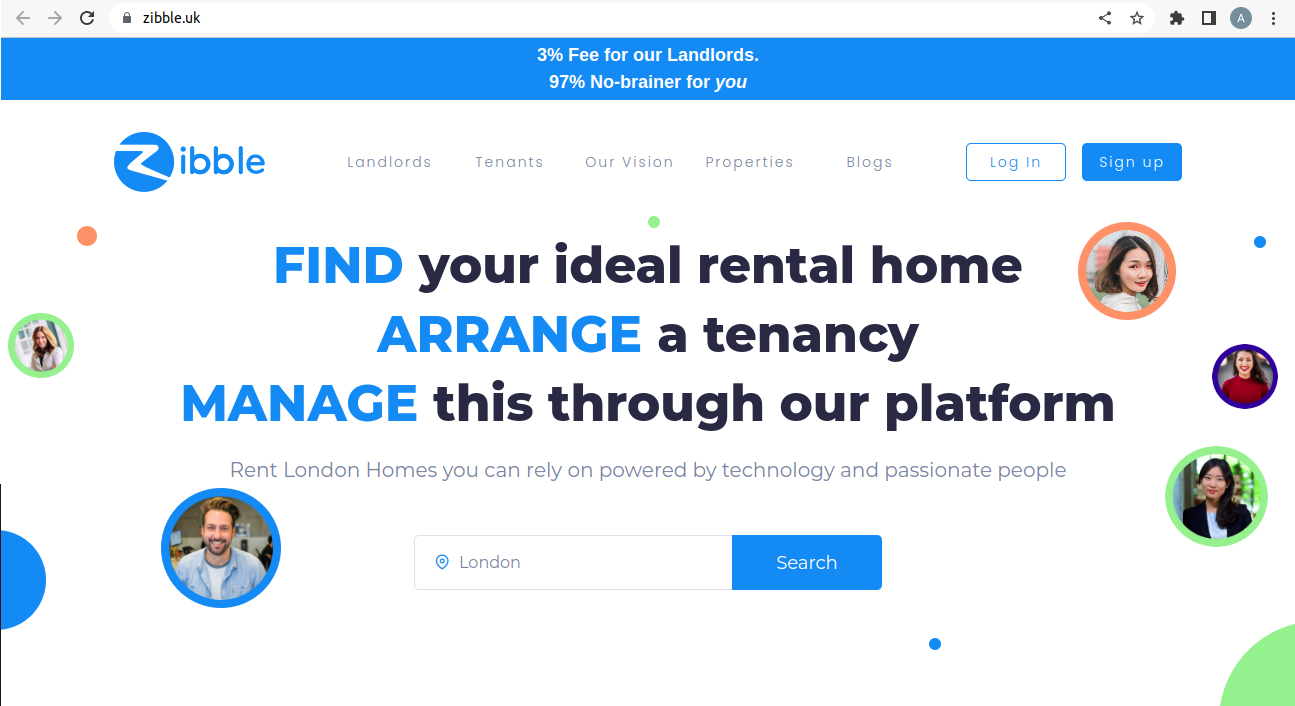 zibble.uk
A
3% Fee for our Landlords.
97% No-brainer for you
Zibble
Landlords Tenants Our Vision Properties Blogs Log In Sign up
FIND your ideal rental home
ARRANGE a tenancy
MANAGE this through our platform
Rent London Homes you can rely on powered by technology and passionate people
London Search